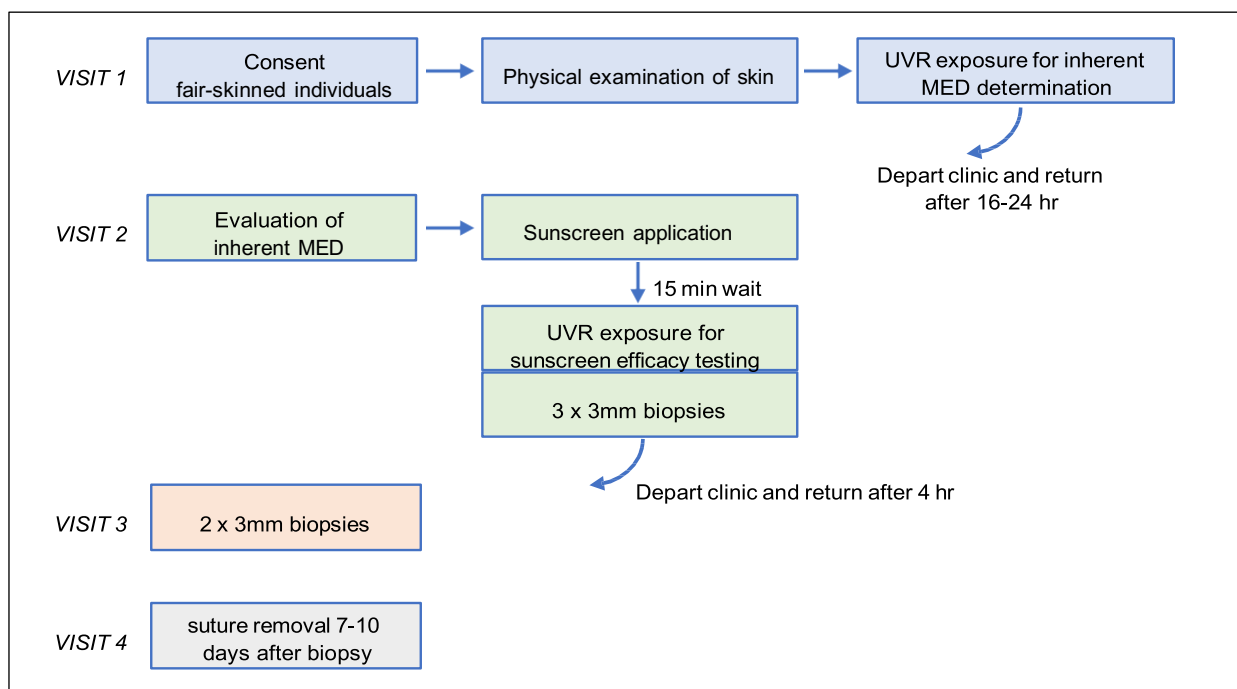 VISIT 1
Consent
fair-skinned individuals
Physical examination of skin
UVR exposure for inherent
MED determination
Depart clinic and return
after 16-24 hr
VISIT 2
Evaluation of
inherent MED
Sunscreen application
15 min wait
UVR exposure for
sunscreen efficacy testing
3 x 3mm biopsies
Depart clinic and return after 4 hr
VISIT 3
2 x 3mm biopsies
VISIT 4
suture removal 7-10
days after biopsy